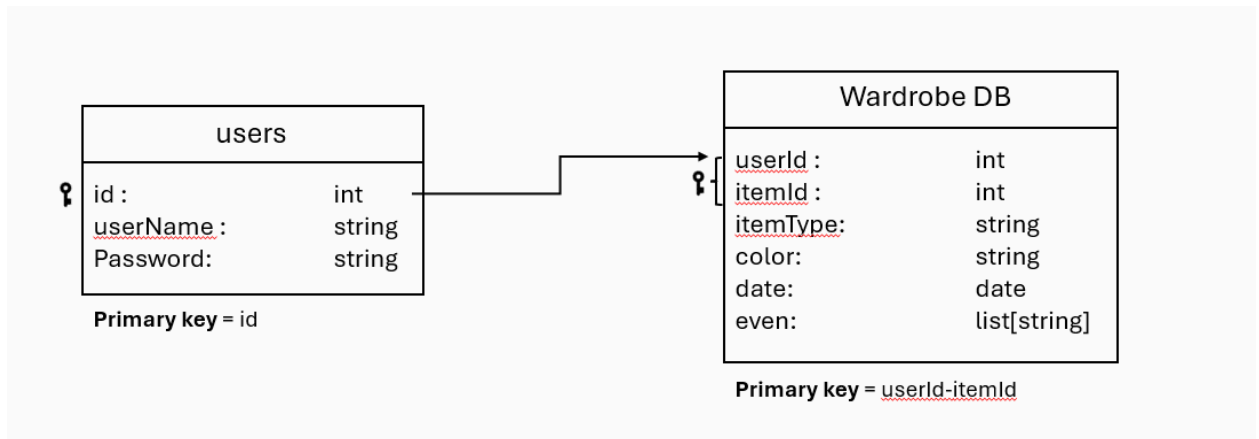 users
id : int
userName : string
Password: string
Primary key = id
Wardrobe DB
userId : int
itemId : int
itemType: string
color: string
date: date
even: list[string]
Primary key = userId-itemId